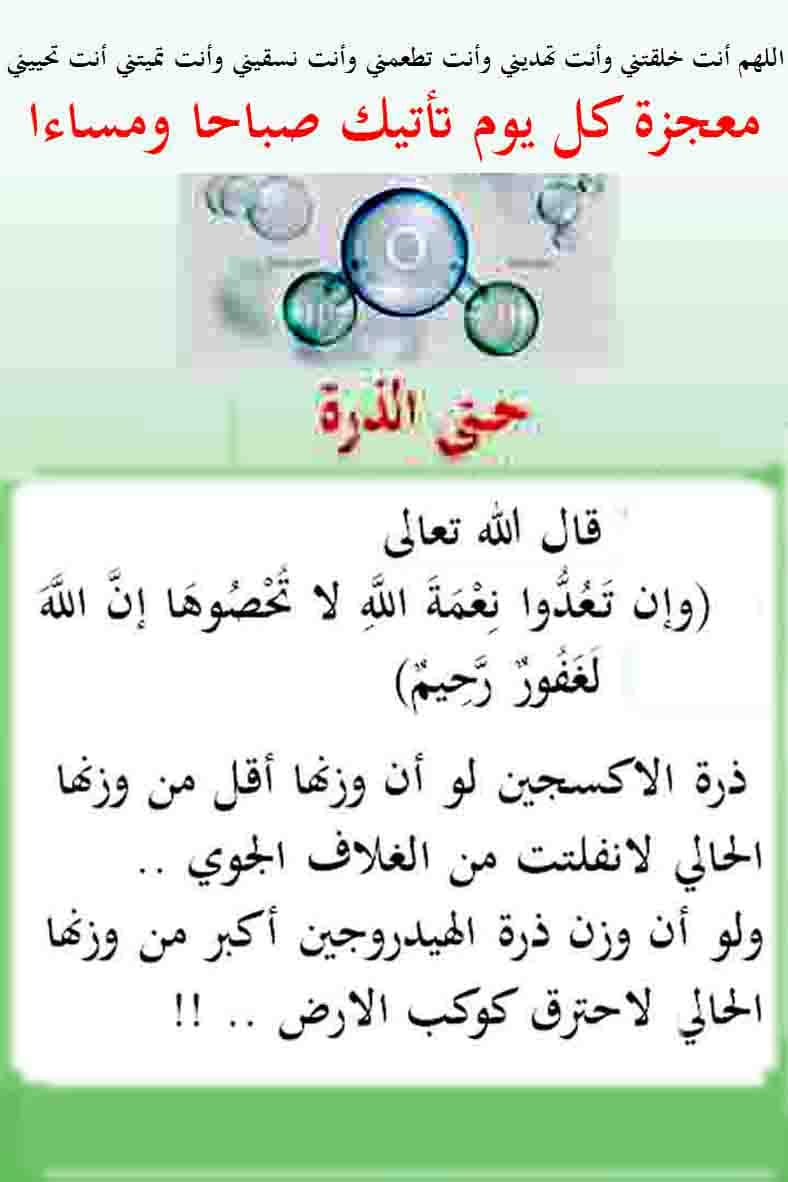 اللهم أنت خلقتني وأنت تهديني وأنت تطعمني وأنت نسقيني وأنت تميتني أنت تحييني
معجزة كل يوم تأتيك صباحا ومساءا
حتى الذرة
قال الله تعالى
(وإن تَعُدُّوا نِعْمَةَ اللَّهِ لا تُحْصُوهَا إنَّ اللَّهَ
لَغَفُورٌ رَّحِيمٌ)
ذرة الاكسجين لو أن وزنها أقل من وزنها
الحالي لانفلتت من الغلاف الجوي ..
ولو أن وزن ذرة الهيدروجين أكبر من وزنها
الحالي لاحترق كوكب الارض .. !!